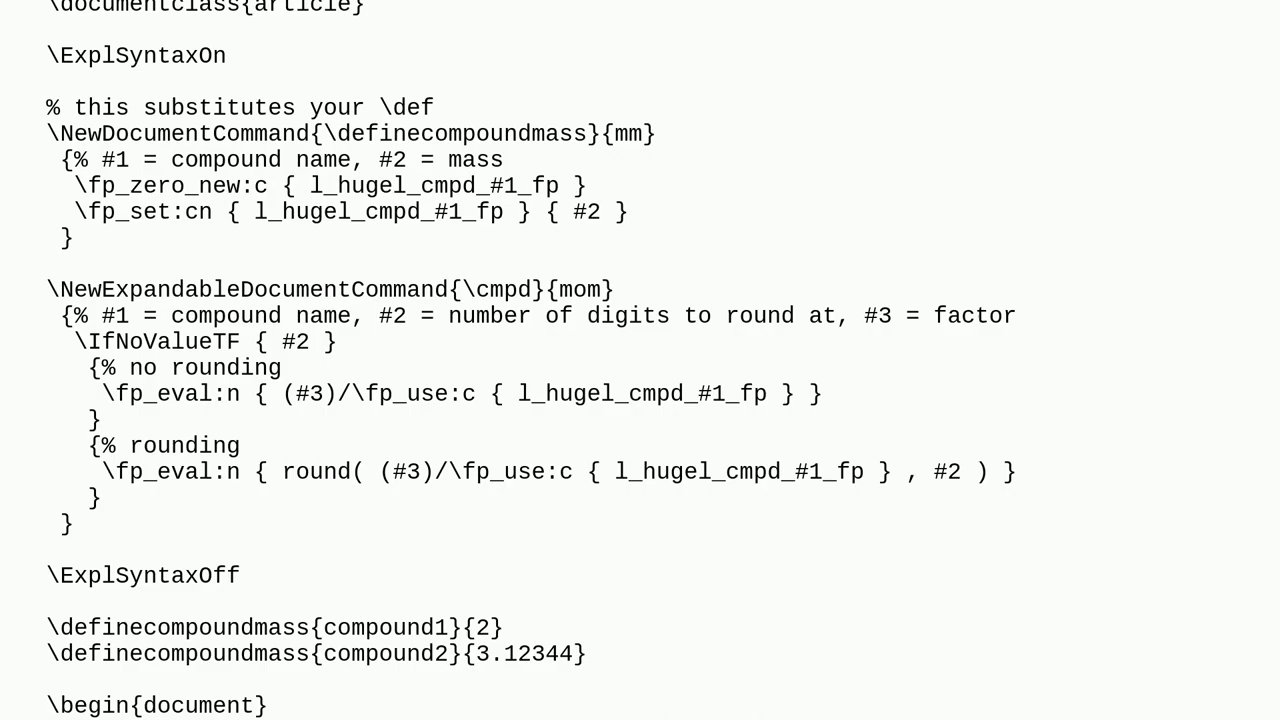 \documentclass{article}
\ExplSyntaxOn
% this substitutes your \def
\NewDocumentCommand{\definecompoundmass}{mm}
{% #1 = compound name, #2 = mass
\fp_zero_new:c { l_hugel_cmpd_#1_fp }
\fp_set:cn { l_hugel_cmpd_#1_fp } { #2 }
}
\NewExpandableDocumentCommand{\cmpd}{mom}
{% #1 = compound name, #2 = number of digits to round at, #3 = factor
\IfNoValueTF { #2 }
{% no rounding
\fp_eval:n { (#3)/\fp_use:c { l_hugel_cmpd_#1_fp } }
}
{% rounding
\fp_eval:n { round( (#3)/\fp_use:c { l_hugel_cmpd_#1_fp } , #2 ) }
}
}
\ExplSyntaxOff
\definecompoundmass{compound1}{2}
\definecompoundmass{compound2}{3.12344}
\begin{document}